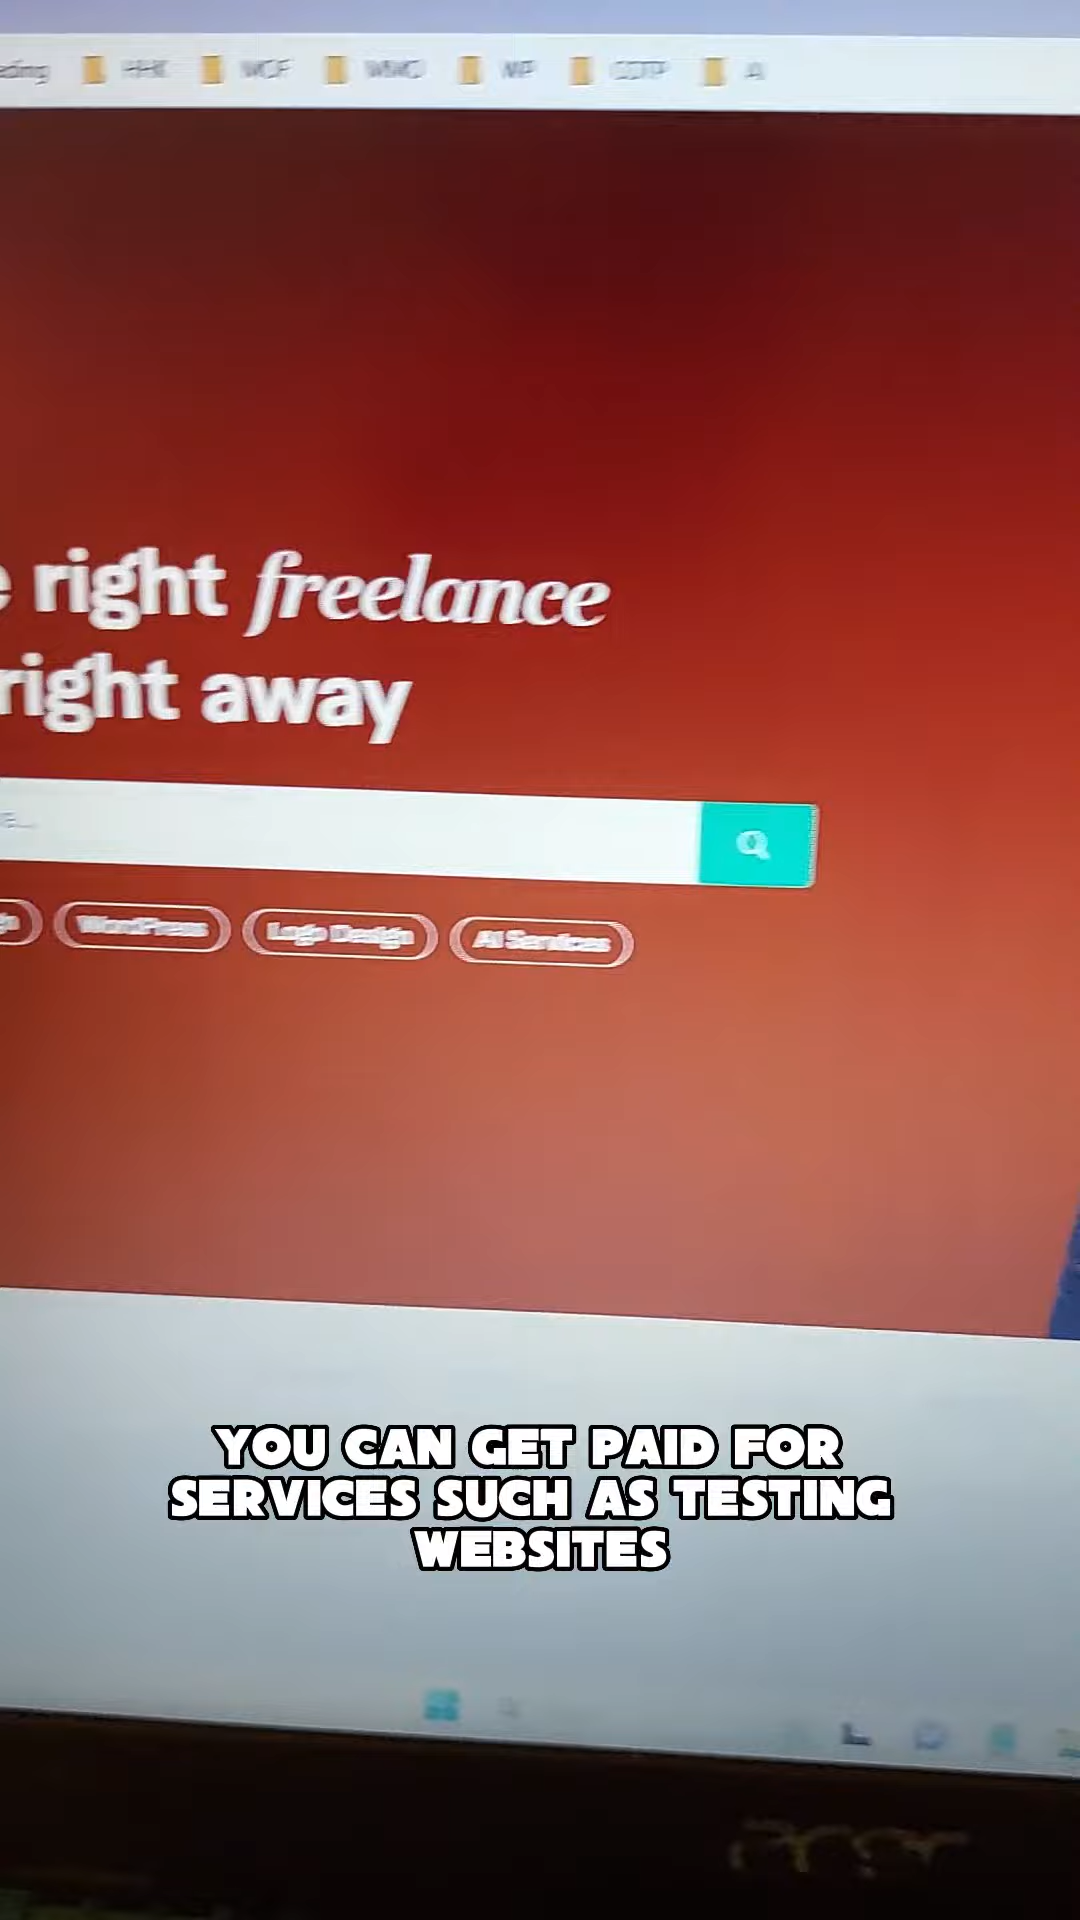 right freelance
right away
WordPress
Logo Design
AI Services
YOU CAN GET PAID FOR
SERVICES SUCH AS TESTING
WEBSITES